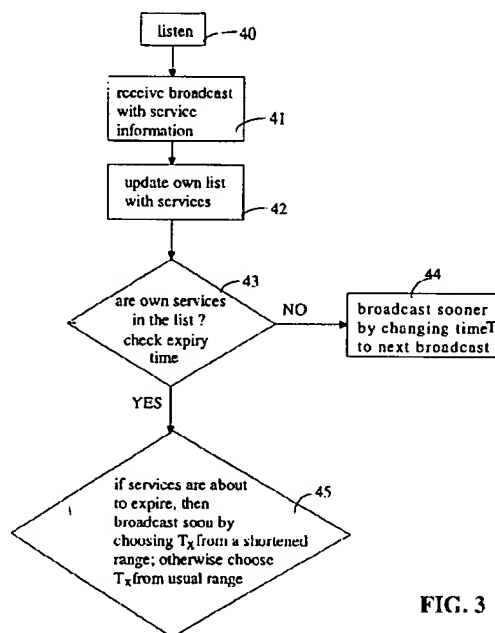 listen
40
receive broadcast
with service
information
41
update own list
with services
42
43
are own services
in the list ?
check expiry
time
NO
44
broadcast sooner
by changing time T
to next broadcast
YES
45
if services are about
to expire, then
broadcast soon by
choosing Tx from a shortened
range; otherwise choose
Tx from usual range
FIG. 3